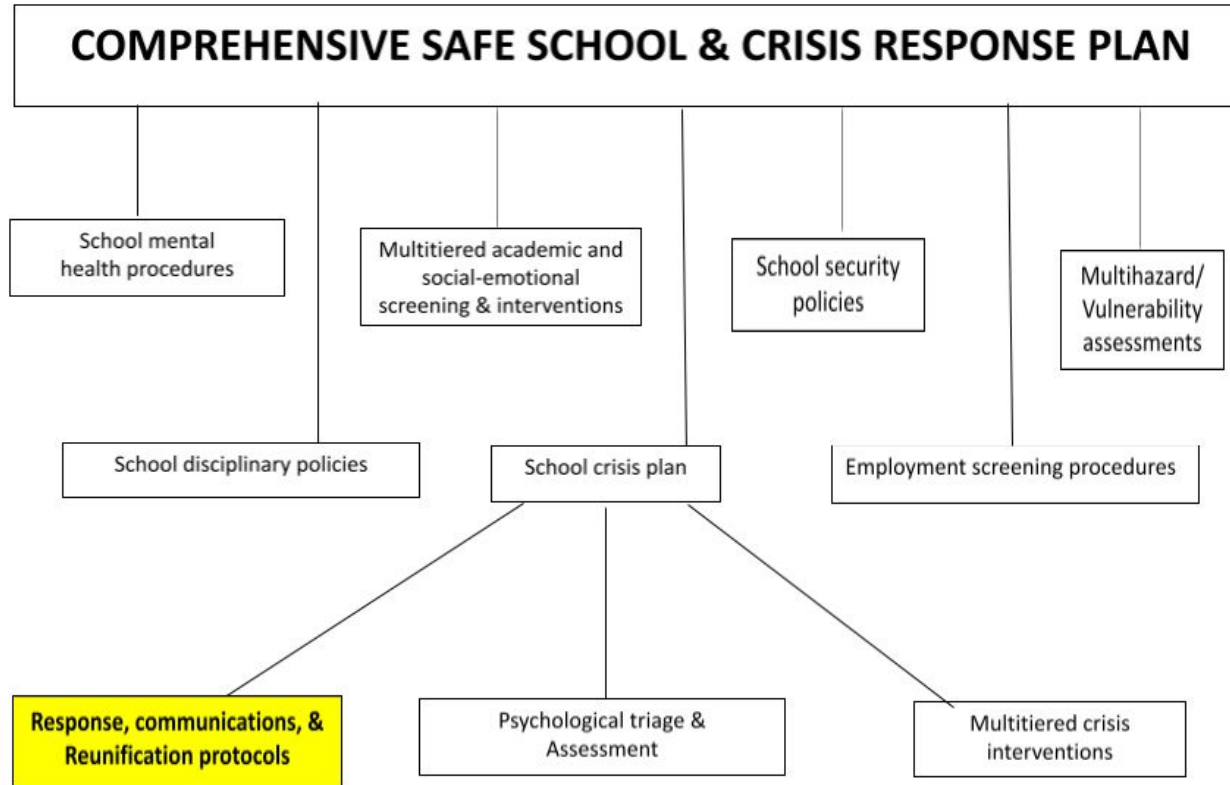 COMPREHENSIVE SAFE SCHOOL & CRISIS RESPONSE PLAN
School mental
health procedures
Multitiered academic and
social-emotional
screening & interventions
School security
policies
Multihazard/
Vulnerability
assessments
School disciplinary policies
School crisis plan
Employment screening procedures
Response, communications, &
Reunification protocols
Psychological triage &
Assessment
Multitiered crisis
interventions